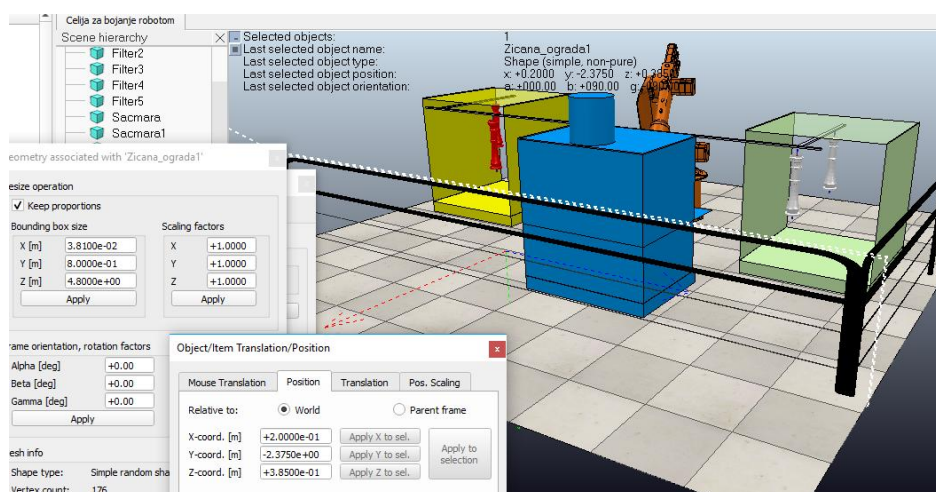 Celija za bojanje robotom
Scene hierarchy
Filter2
Filter3
Filter4
Filter5
Sacmara
Sacmara1
Selected objects: 1
Last selected object name: Zicana_ograda1
Last selected object type: Shape (simple, non-pure)
Last selected object position: x: +0.2000 y: -2.3750 z: +0.3850
Last selected object orientation: a: +000.00 b: +090.00
eometry associated with 'Zicana_ograda1'
esize operation
Keep proportions
Bounding box size Scaling factors
X [m] 3.8100e-02 X +1.0000
Y [m] 8.0000e-01 Y +1.0000
Z [m] 4.8000e+00 Z +1.0000
Apply Apply
rame orientation, rotation factors
Alpha [deg] +0.00
Beta [deg] +0.00
Gamma [deg] +0.00
Apply
esh info
Shape type: Simple random sha
Vertex count: 176
Object/Item Translation/Position
x
Mouse Translation Position Translation Pos. Scaling
Relative to: World Parent frame
X-coord. [m] +2.0000e-01 Apply X to sel.
Y-coord. [m] -2.3750e+00 Apply Y to sel.
Z-coord. [m] +3.8500e-01 Apply Z to sel.
Apply to
selection